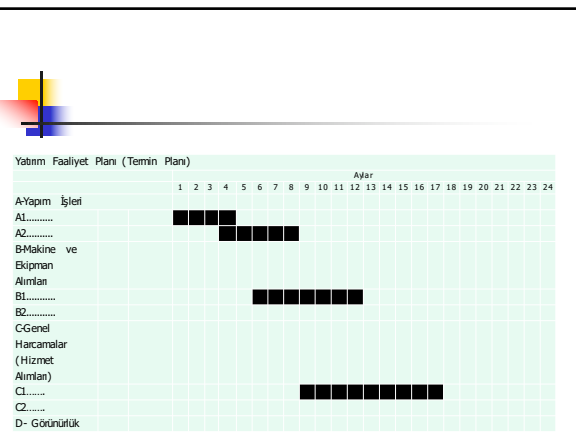 Yatırım Faaliyet Planı (Termin Planı)
Aylar
1 2 3 4 5 6 7 8 9 10 11 12 13 14 15 16 17 18 19 20 21 22 23 24
A-Yapım İşleri
A1..........
A2..........
B-Makine ve
Ekipman
Alımları
B1...........
B2...........
C-Genel
Harcamalar
(Hizmet
Alımları)
C1.......
C2.......
D- Görünürlük